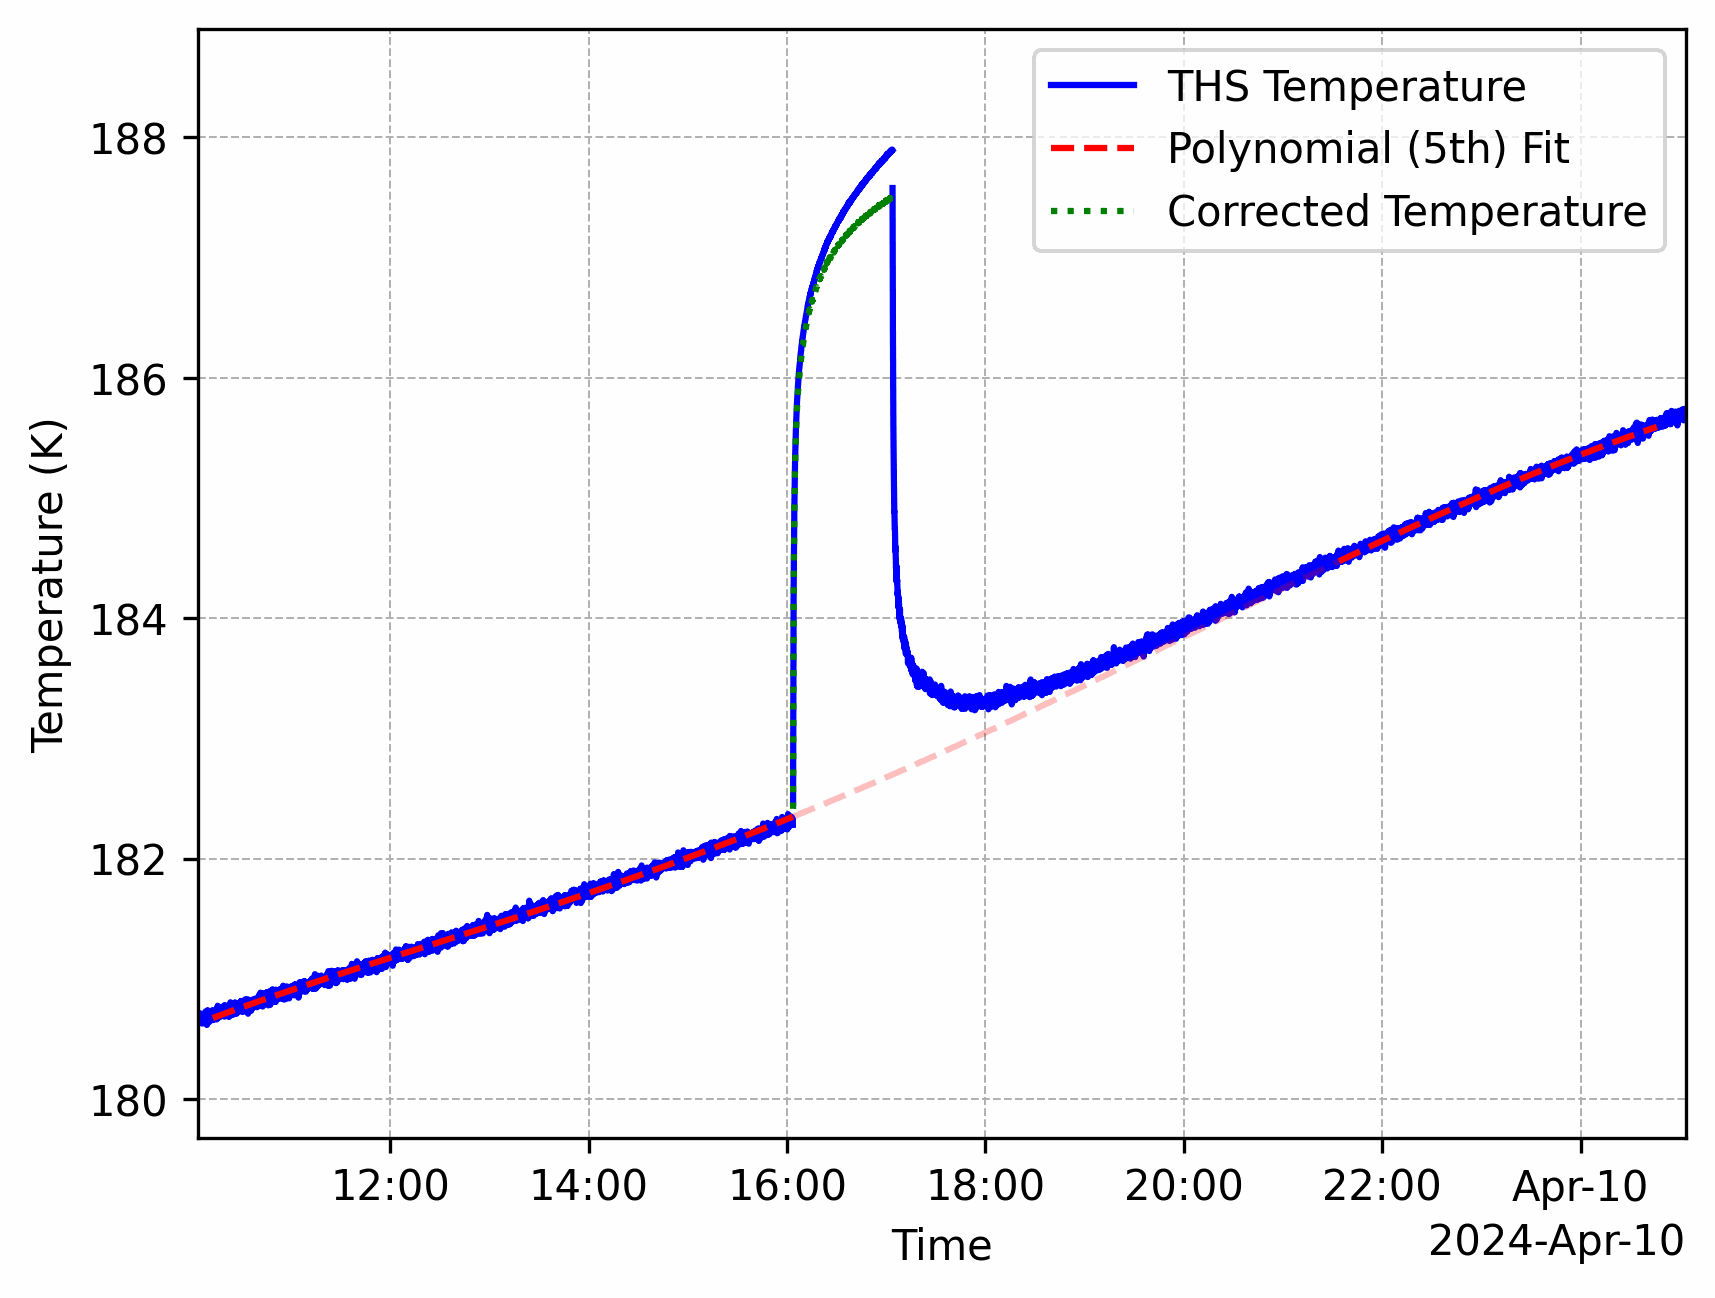 THS Temperature
Polynomial (5th) Fit
Corrected Temperature
188
186
184
182
180
Temperature (K)
12:00
14:00
16:00
18:00
20:00
22:00
Apr-10
2024-Apr-10
Time